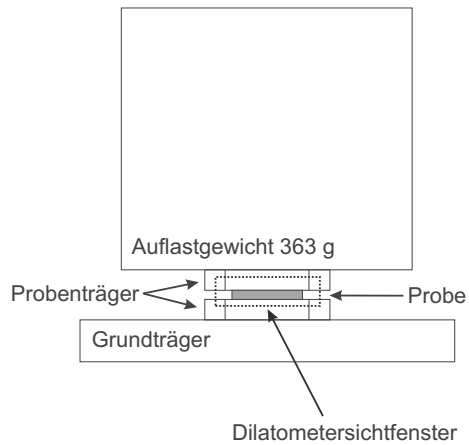 Auflastgewicht 363 g
Probenträger
Probe
Grundträger
Dilatometersichtfenster